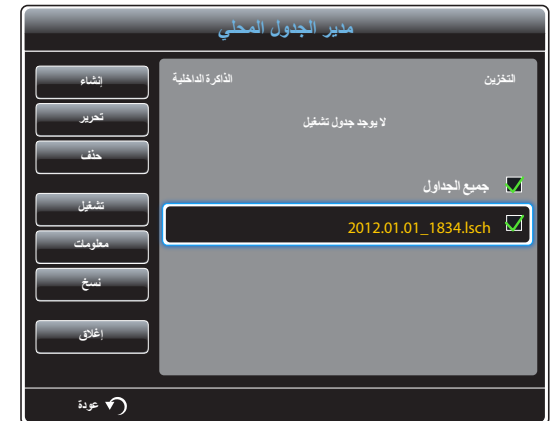 مدير الجدول المحلي
التخزين
الذاكرة الداخلية
لا يوجد جدول تشغيل
جميع الجداول
2012.01.01_1834.lsch
إنشاء
تحرير
حذف
تشغيل
معلومات
نسخ
إغلاق
عودة